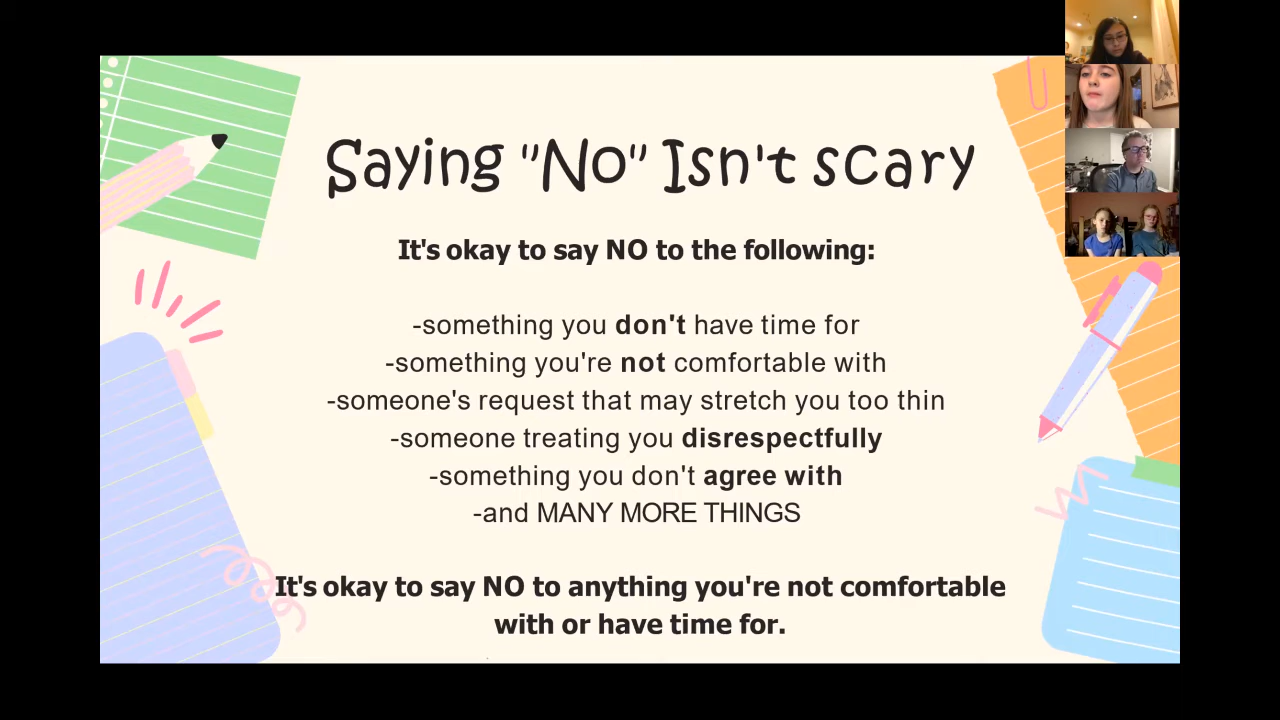 Saying "No" Isn't scary
It's okay to say NO to the following:
-something you don't have time for
-something you're not comfortable with
-someone's request that may stretch you too thin
-someone treating you disrespectfully
-something you don't agree with
-and MANY MORE THINGS
It's okay to say NO to anything you're not comfortable
with or have time for.